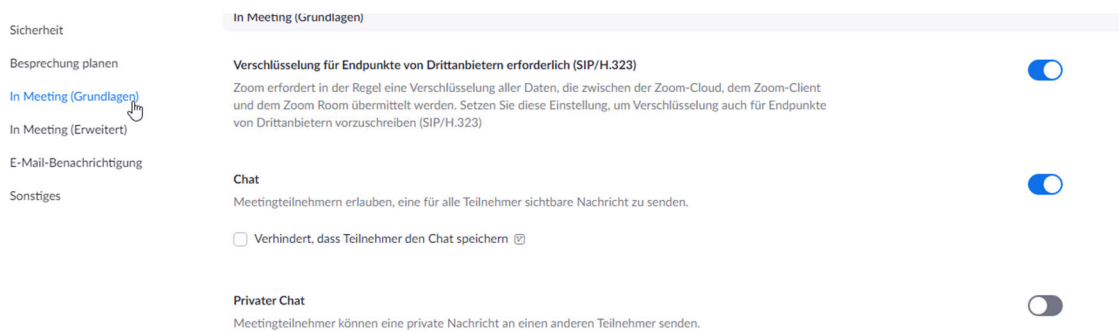 Sicherheit
Besprechung planen
In Meeting (Grundlagen)
In Meeting (Erweitert)
E-Mail-Benachrichtigung
Sonstiges
In Meeting (Grundlagen)
Verschlüsselung für Endpunkte von Drittanbietern erforderlich (SIP/H.323)
Zoom erfordert in der Regel eine Verschlüsselung aller Daten, die zwischen der Zoom-Cloud, dem Zoom-Client
und dem Zoom Room übermittelt werden. Setzen Sie diese Einstellung, um Verschlüsselung auch für Endpunkte
von Drittanbietern vorzuschreiben (SIP/H.323)
Chat
Meetingteilnehmern erlauben, eine für alle Teilnehmer sichtbare Nachricht zu senden.
Verhindert, dass Teilnehmer den Chat speichern
Privater Chat
Meetingteilnehmer können eine private Nachricht an einen anderen Teilnehmer senden.